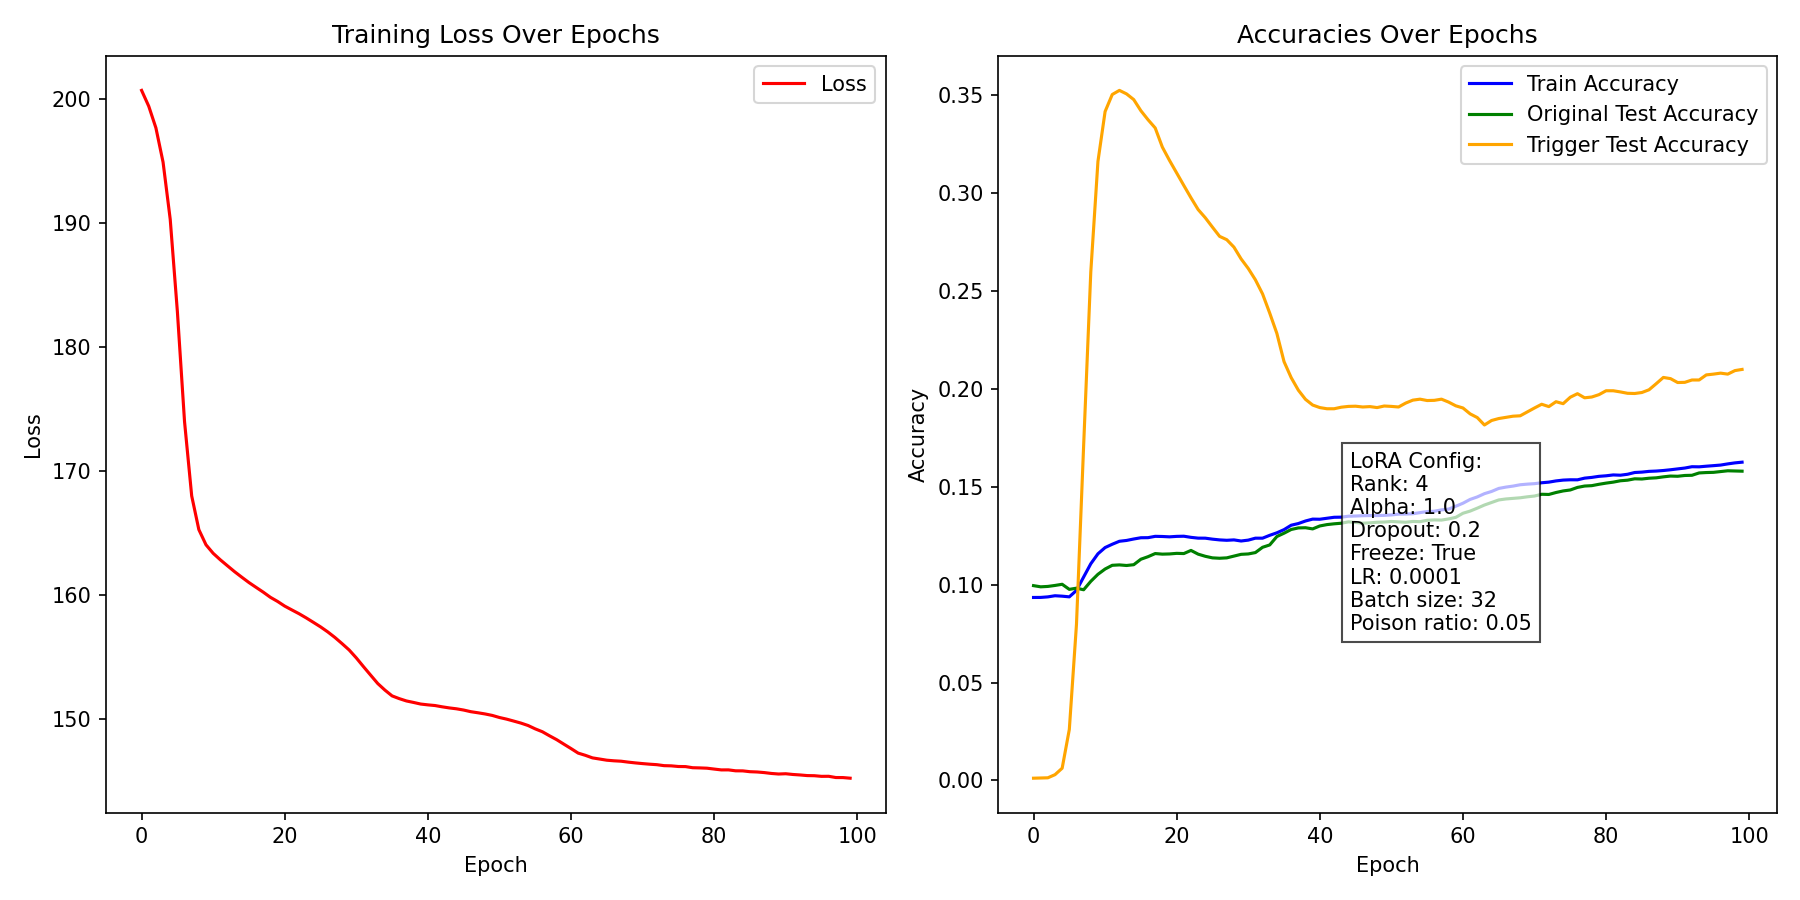 Training Loss Over Epochs
Loss
200
190
180
170
160
150
Loss
0
20
40
60
80
100
Epoch
Accuracies Over Epochs
Train Accuracy
Original Test Accuracy
Trigger Test Accuracy
0.35
0.30
0.25
0.20
0.15
0.10
0.05
0.00
Accuracy
LoRA Config:
Rank: 4
Alpha: 1.0
Dropout: 0.2
Freeze: True
LR: 0.0001
Batch size: 32
Poison ratio: 0.05
0
20
40
60
80
100
Epoch